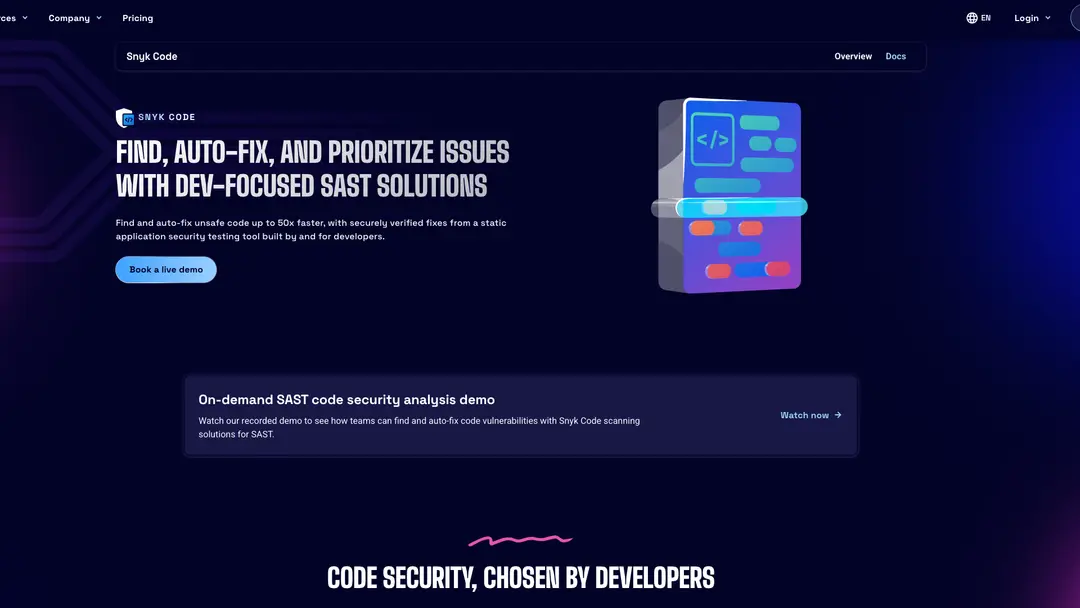 Company
Pricing
EN
Login
Snyk Code
Overview
Docs
SNYK CODE
FIND, AUTO-FIX, AND PRIORITIZE ISSUES
WITH DEV-FOCUSED SAST SOLUTIONS
Find and auto-fix unsafe code up to 50x faster, with securely verified fixes from a static
application security testing tool built by and for developers.
Book a live demo
</>
On-demand SAST code security analysis demo
Watch our recorded demo to see how teams can find and auto-fix code vulnerabilities with Snyk Code scanning
solutions for SAST.
Watch now →
CODE SECURITY, CHOSEN BY DEVELOPERS